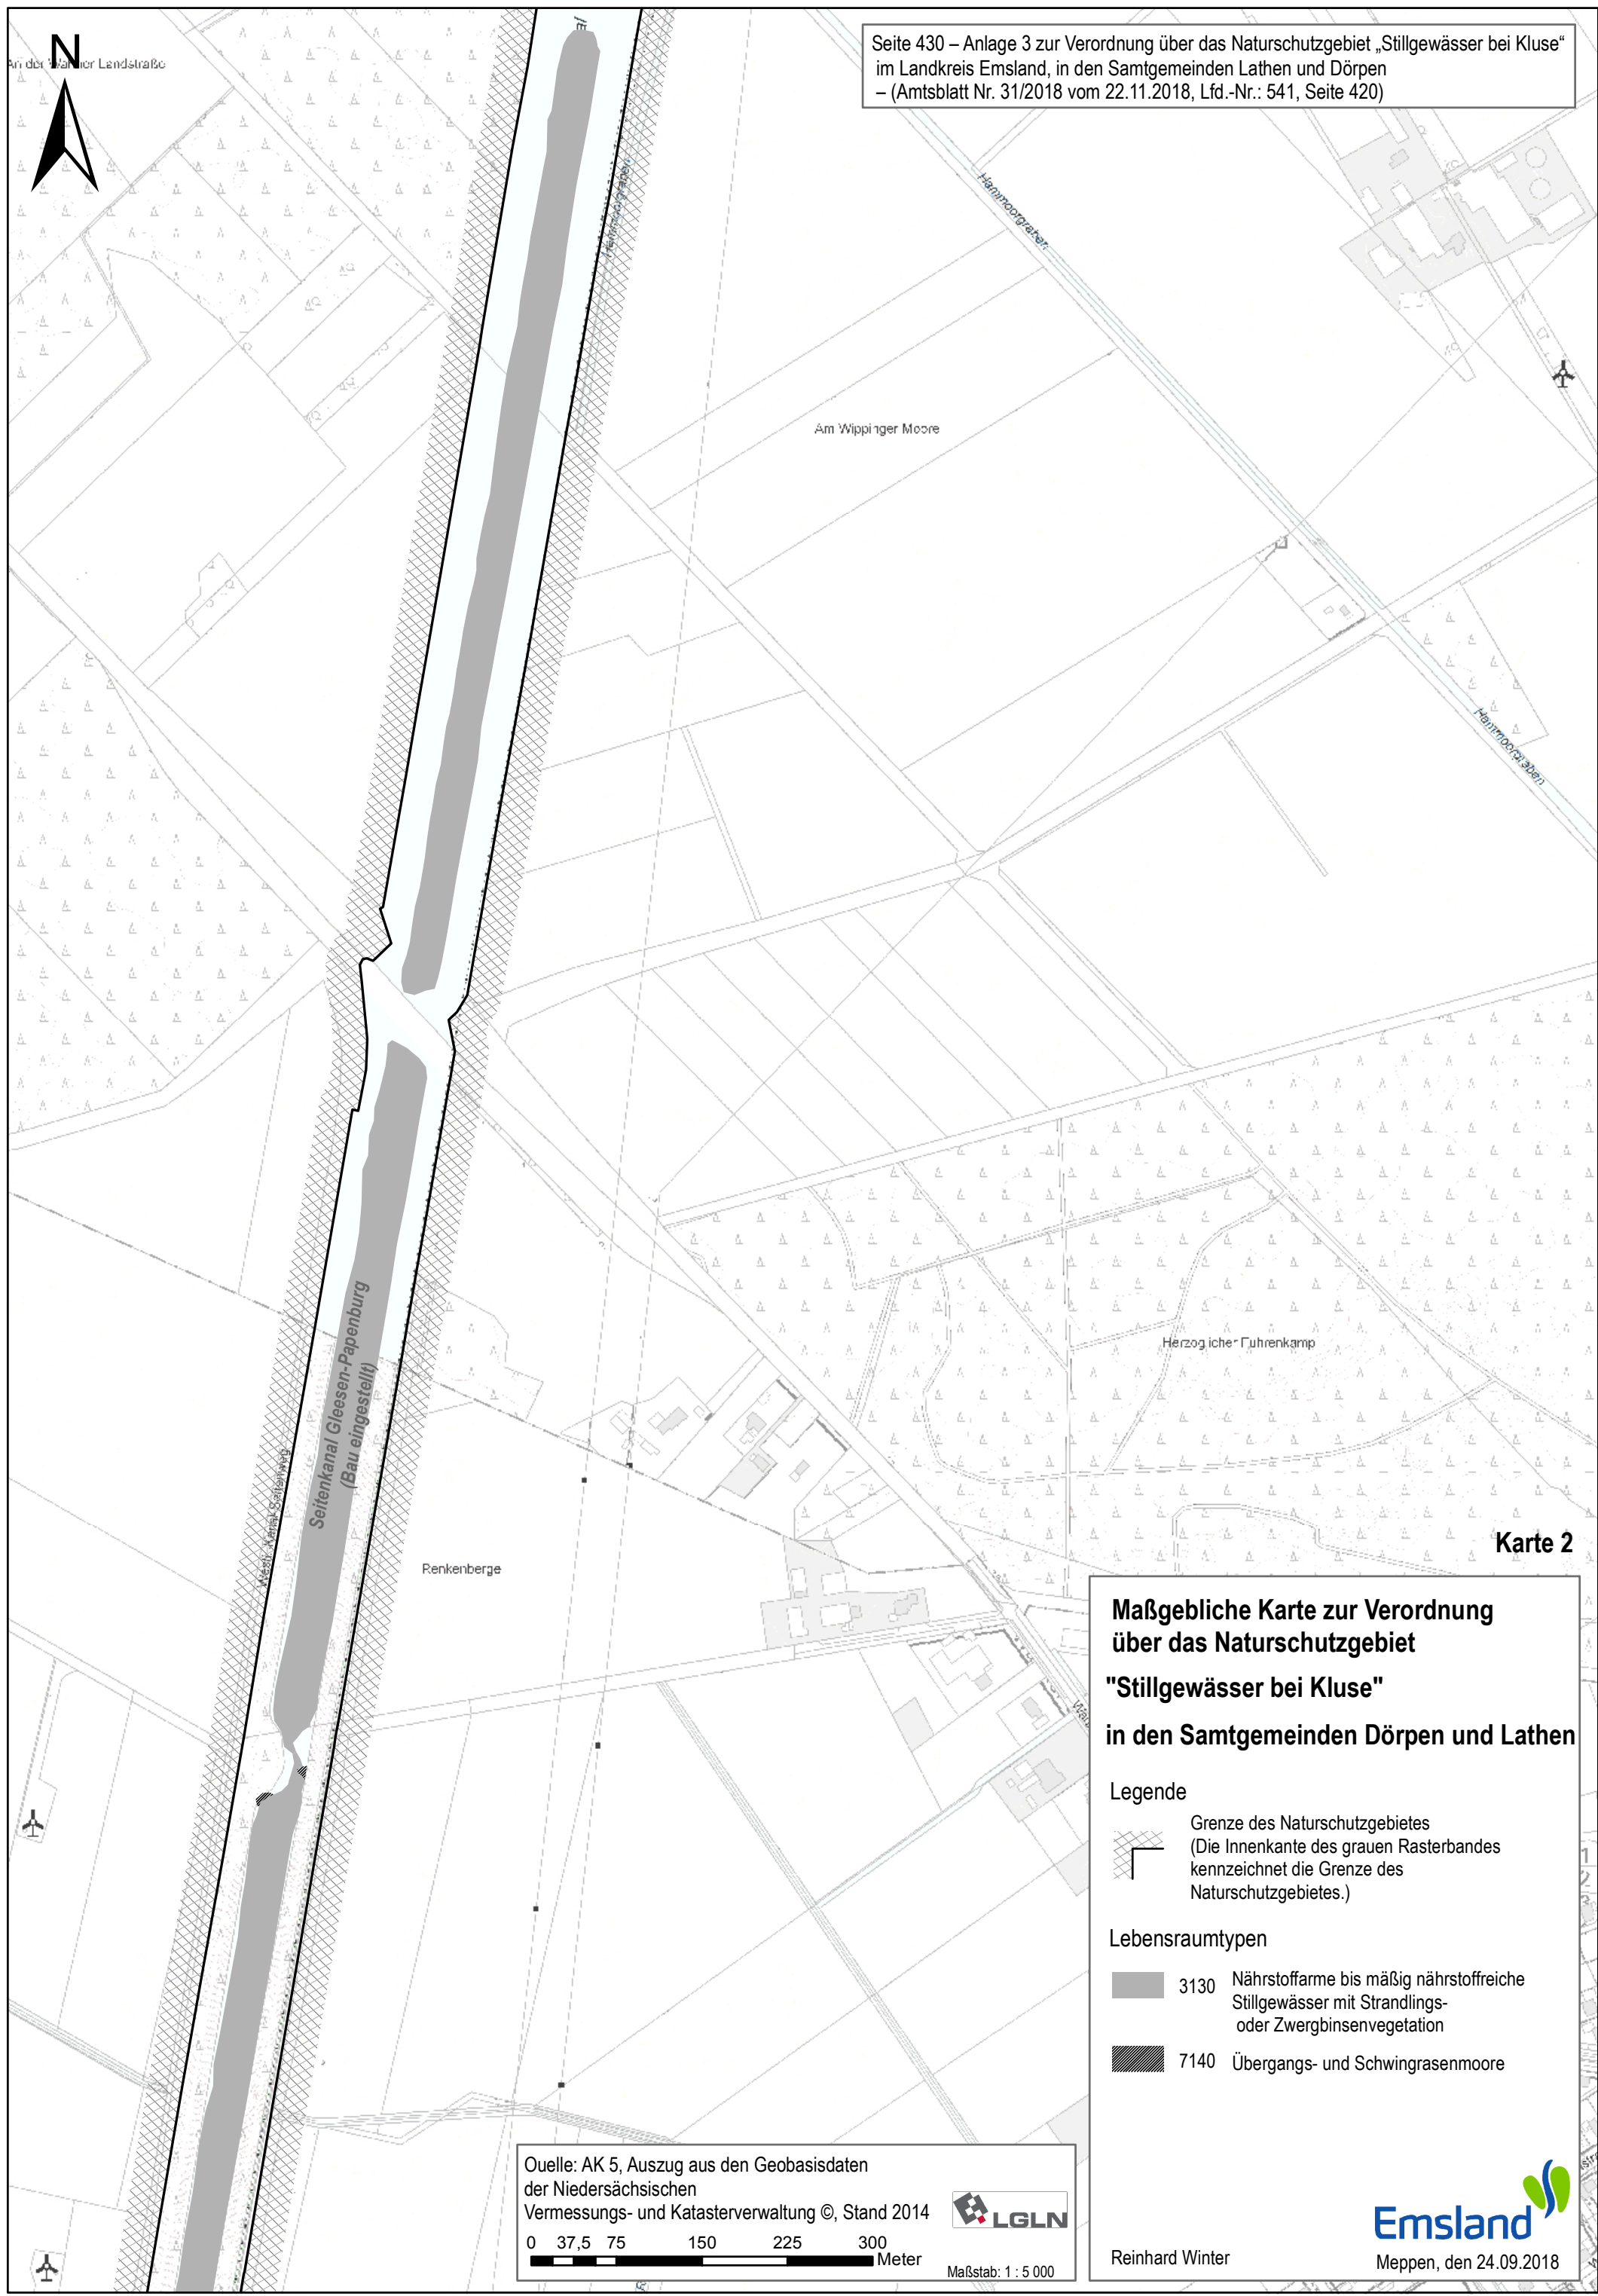 N
An der Wahner Landstraße
Seite 430 – Anlage 3 zur Verordnung über das Naturschutzgebiet „Stillgewässer bei Kluse“
im Landkreis Emsland, in den Samtgemeinden Lathen und Dörpen
– (Amtsblatt Nr. 31/2018 vom 22.11.2018, Lfd.-Nr.: 541, Seite 420)
Hammoorgraben
Hammoorgraben
Am Wippinger Moore
Hammoorgraben
Herzoglicher Fuhrenkamp
Seitenkanal Gleesen-Papenburg
(Bau eingestellt)
Westl. Kanal-Seitenweg
Renkenberge
Karte 2
Maßgebliche Karte zur Verordnung
über das Naturschutzgebiet
"Stillgewässer bei Kluse"
in den Samtgemeinden Dörpen und Lathen
Legende
Grenze des Naturschutzgebietes
(Die Innenkante des grauen Rasterbandes
kennzeichnet die Grenze des
Naturschutzgebietes.)
Lebensraumtypen
3130 Nährstoffarme bis mäßig nährstoffreiche
Stillgewässer mit Strandlings-
oder Zwergbinsenvegetation
7140 Übergangs- und Schwingrasenmoore
Quelle: AK 5, Auszug aus den Geobasisdaten
der Niedersächsischen
Vermessungs- und Katasterverwaltung ©, Stand 2014
LGLN
0 37,5 75 150 225 300
Meter
Maßstab: 1 : 5 000
Emsland
Reinhard Winter
Meppen, den 24.09.2018